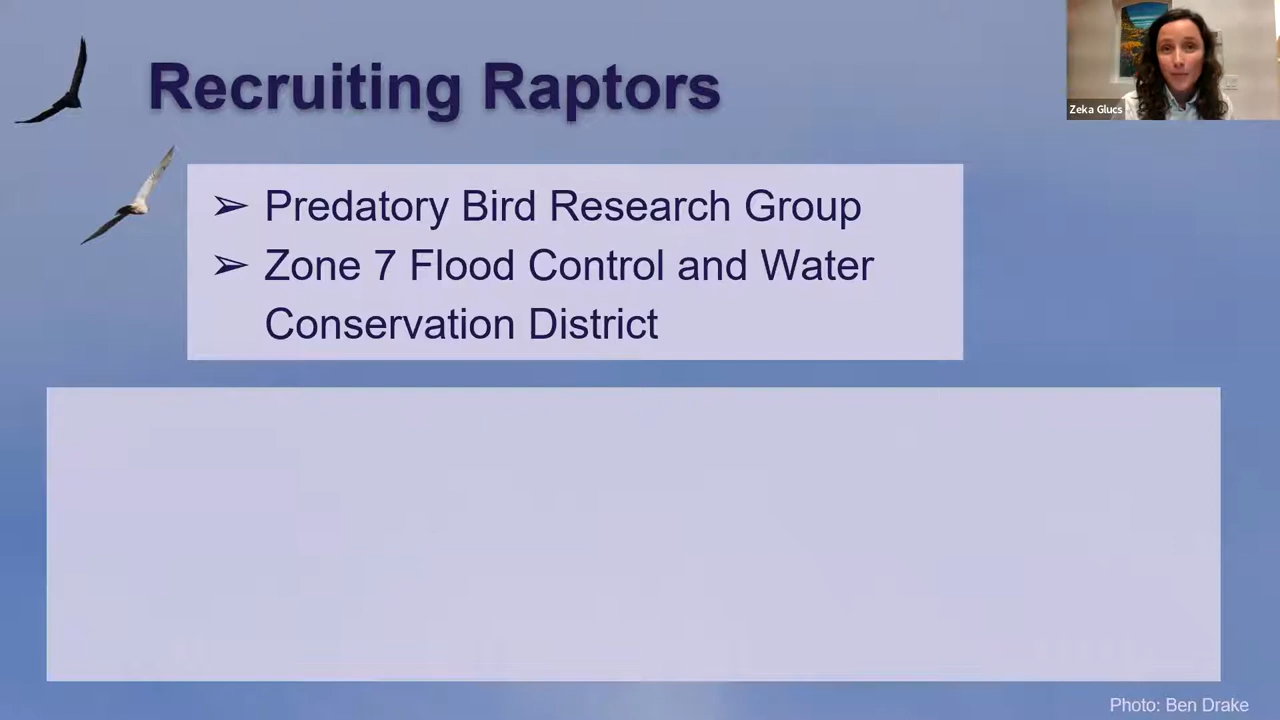 Recruiting Raptors
Zeka Glucs
➢ Predatory Bird Research Group
➢ Zone 7 Flood Control and Water
Conservation District
Photo: Ben Drake